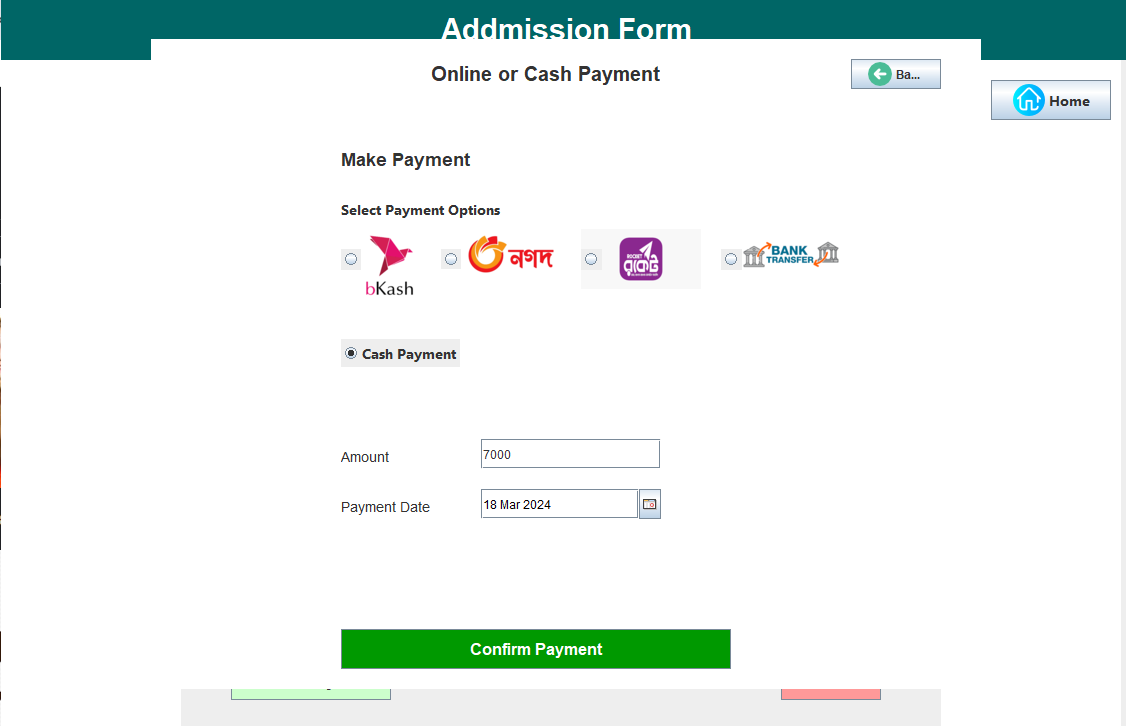 Addmission Form
Online or Cash Payment
Ba...
Home
Make Payment
Select Payment Options
bKash
নগদ
ROCKET
রকেট
BANK
TRANSFER
Cash Payment
Amount
7000
Payment Date
18 Mar 2024
Confirm Payment